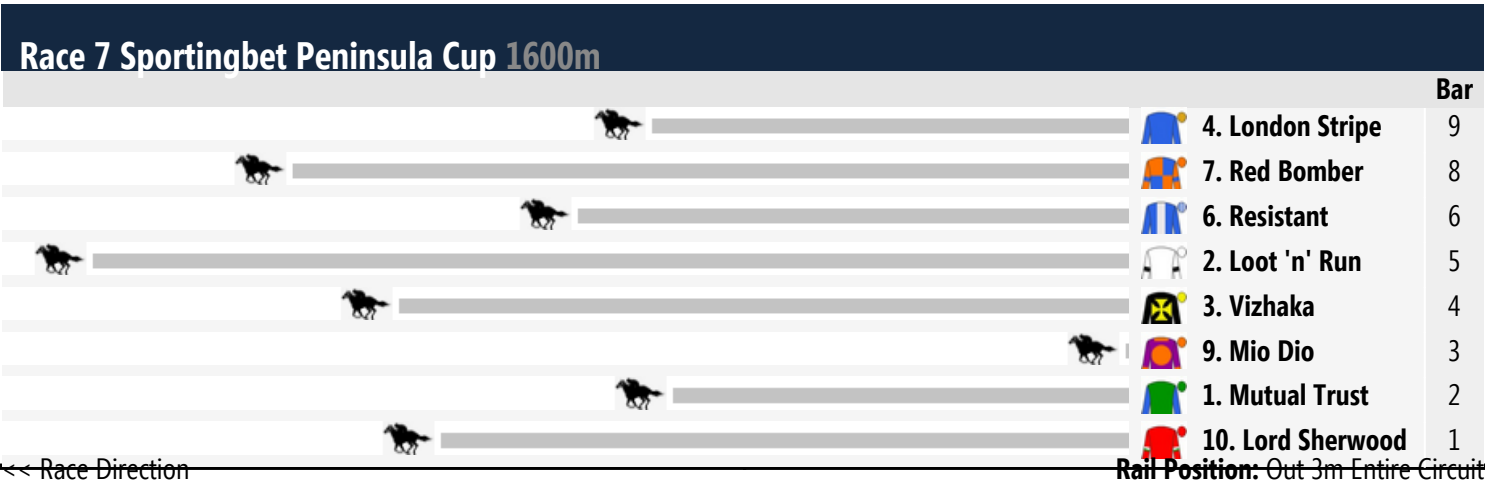 Race 7 Sportingbet Peninsula Cup 1600m
Bar
4. London Stripe 9
7. Red Bomber 8
6. Resistant 6
2. Loot 'n' Run 5
3. Vizhaka 4
9. Mio Dio 3
1. Mutual Trust 2
10. Lord Sherwood 1
<< Race Direction Rail Position: Out 3m Entire Circuit